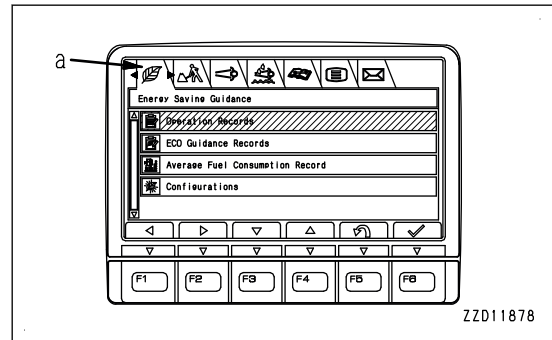 a
Energy Saving Guidance
Operation Records
ECO Guidance Records
Average Fuel Consumption Record
Configurations
F1 F2 F3 F4 F5 F6
ZZD11878